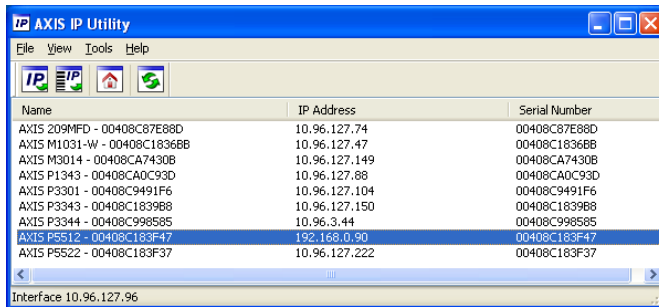 IP AXIS IP Utility
File View Tools Help
IP IP
Name IP Address Serial Number
AXIS 209MFD - 00408C87E88D 10.96.127.74 00408C87E88D
AXIS M1031-W - 00408C1836BB 10.96.127.47 00408C1836BB
AXIS M3014 - 00408CA7430B 10.96.127.149 00408CA7430B
AXIS P1343 - 00408CA0C93D 10.96.127.88 00408CA0C93D
AXIS P3301 - 00408C9491F6 10.96.127.104 00408C9491F6
AXIS P3343 - 00408C1839B8 10.96.127.150 00408C1839B8
AXIS P3344 - 00408C998585 10.96.3.44 00408C998585
AXIS P5512 - 00408C183F47 192.168.0.90 00408C183F47
AXIS P5522 - 00408C183F37 10.96.127.222 00408C183F37
Interface 10.96.127.96